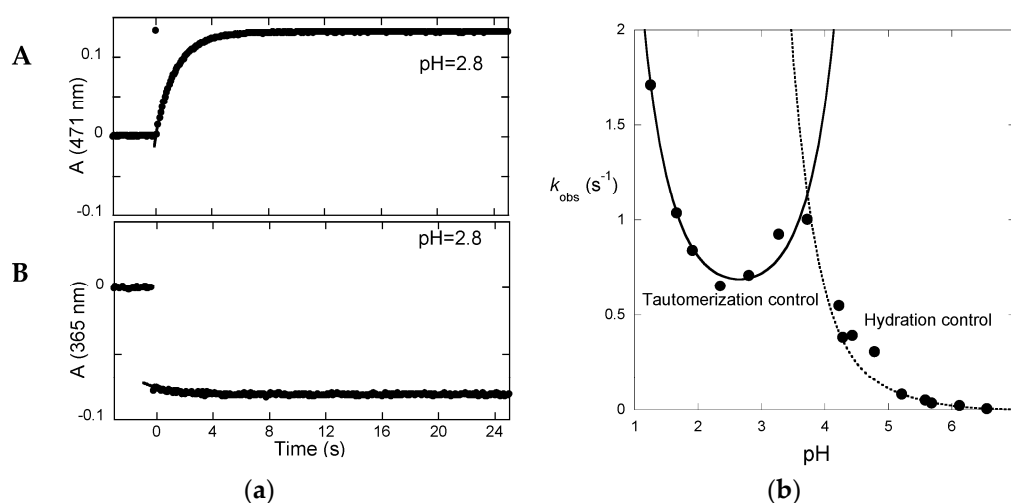 A
0.1
0
-0.1
A (471 nm)
pH=2.8
B
0
-0.1
A (365 nm)
pH=2.8
0 4 8 12 16 20 24
Time (s)
(a)
2
1.5
1
0.5
0
kobs (s⁻¹)
Tautomerization control
Hydration control
1 2 3 4 5 6
pH
(b)